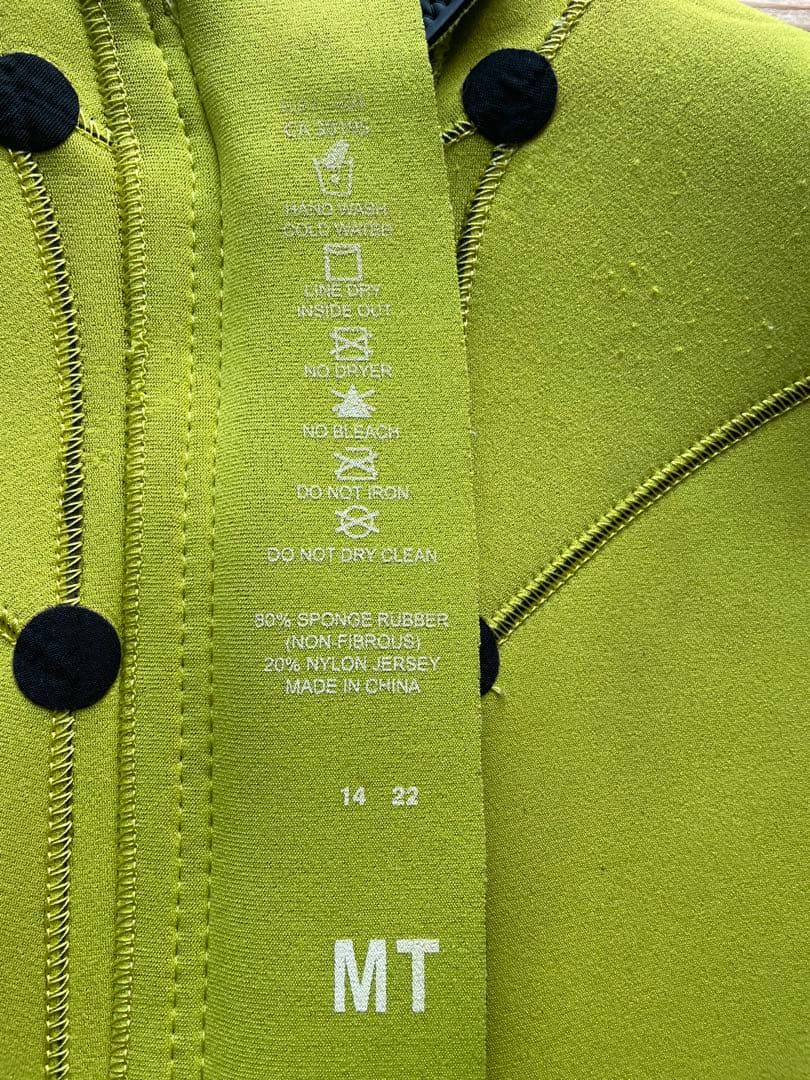 HAND WASH
COLD WATER
LINE DRY
INSIDE OUT
NO DRYER
NO BLEACH
DO NOT IRON
DO NOT DRY CLEAN
80% SPONGE RUBBER
(NON-FIBROUS)
20% NYLON JERSEY
MADE IN CHINA
14 22
MT